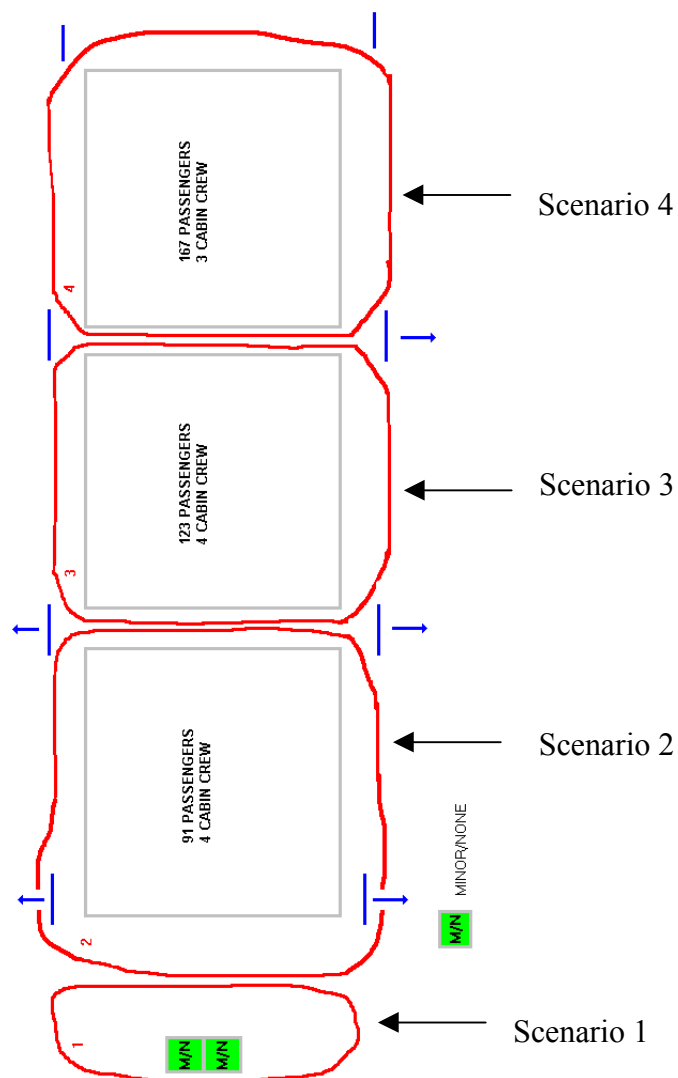 167 PASSENGERS
3 CABIN CREW
4
Scenario 4
123 PASSENGERS
4 CABIN CREW
3
Scenario 3
91 PASSENGERS
4 CABIN CREW
2
Scenario 2
M/N MINOR/NONE
1
M/N
M/N
Scenario 1